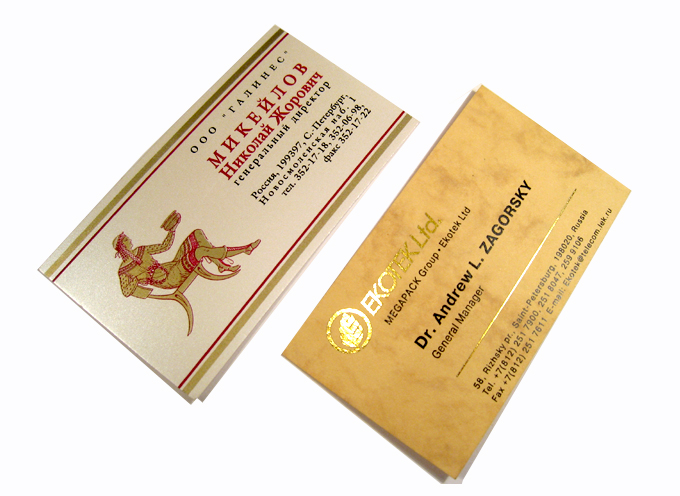 ООО "ГАЛИНЕС"
МИКЕЙЛОВ
Николай Жорович
генеральный директор
Россия, 199397, С.-Петербург,
Новосмоленская наб., 1
тел. 352-17-18, 352-06-98,
факс 352-17-22
EKOTEK Ltd.
MEGAPACK Group • Ekotek Ltd
Dr. Andrew L. ZAGORSKY
General Manager
58, Rizhsky pr., Saint-Petersburg, 198020, Russia
Tel. +7(812) 251 7900, 251 8047, 259 9106
Fax +7(812) 251 7611 E-mail: Ekotek@telecom.lek.ru